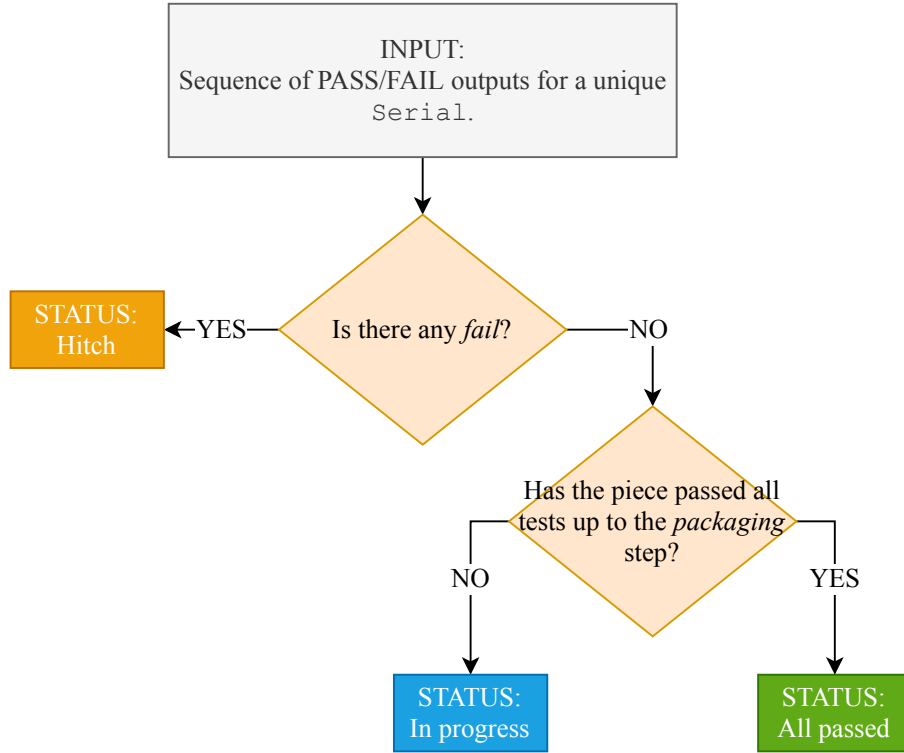 INPUT:
Sequence of PASS/FAIL outputs for a unique
Serial.
Is there any fail?
YES
NO
STATUS:
Hitch
Has the piece passed all
tests up to the packaging
step?
NO
YES
STATUS:
In progress
STATUS:
All passed